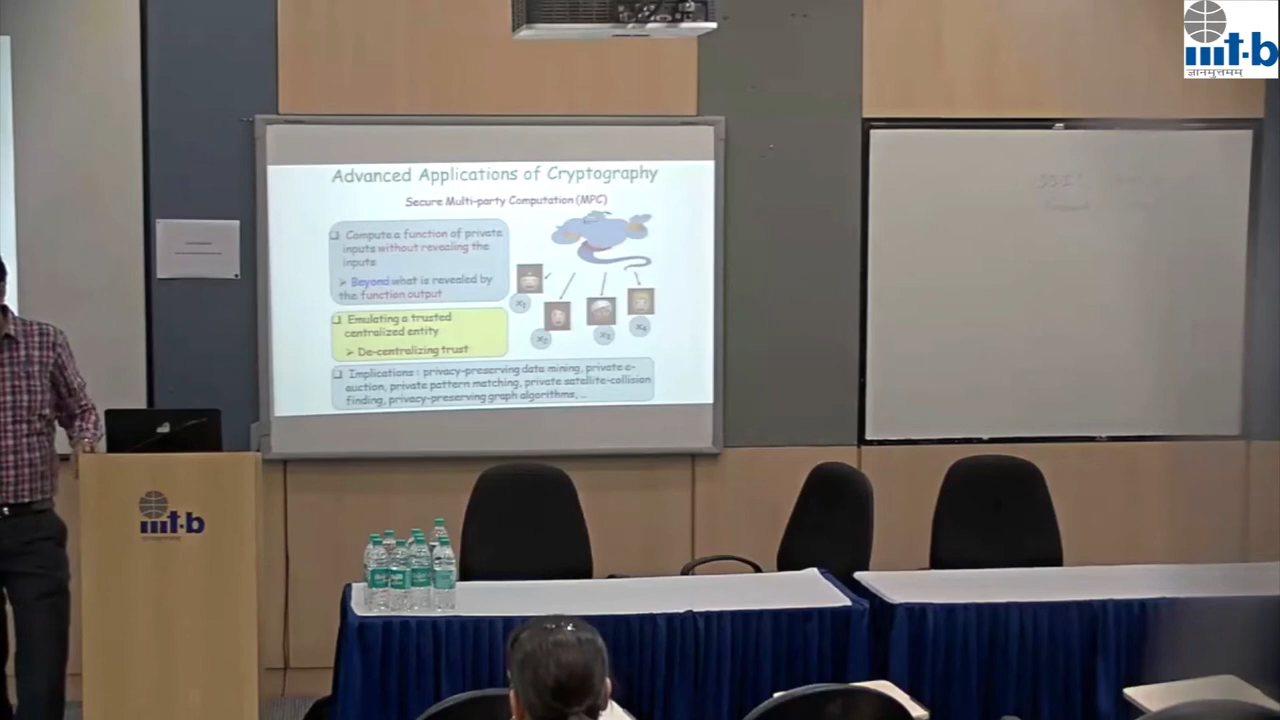 iiit-b
ज्ञानमुत्तमम्
Advanced Applications of Cryptography
Secure Multi-party Computation (MPC)
❑ Compute a function of private
inputs without revealing the
inputs
➢ Beyond what is revealed by
the function output
x1
x2
x3
x4
❑ Emulating a trusted
centralized entity
➢ De-centralizing trust
❑ Implications : privacy-preserving data mining, private e-
auction, private pattern matching, private satellite-collision
finding, privacy-preserving graph algorithms, ..
iiit-b